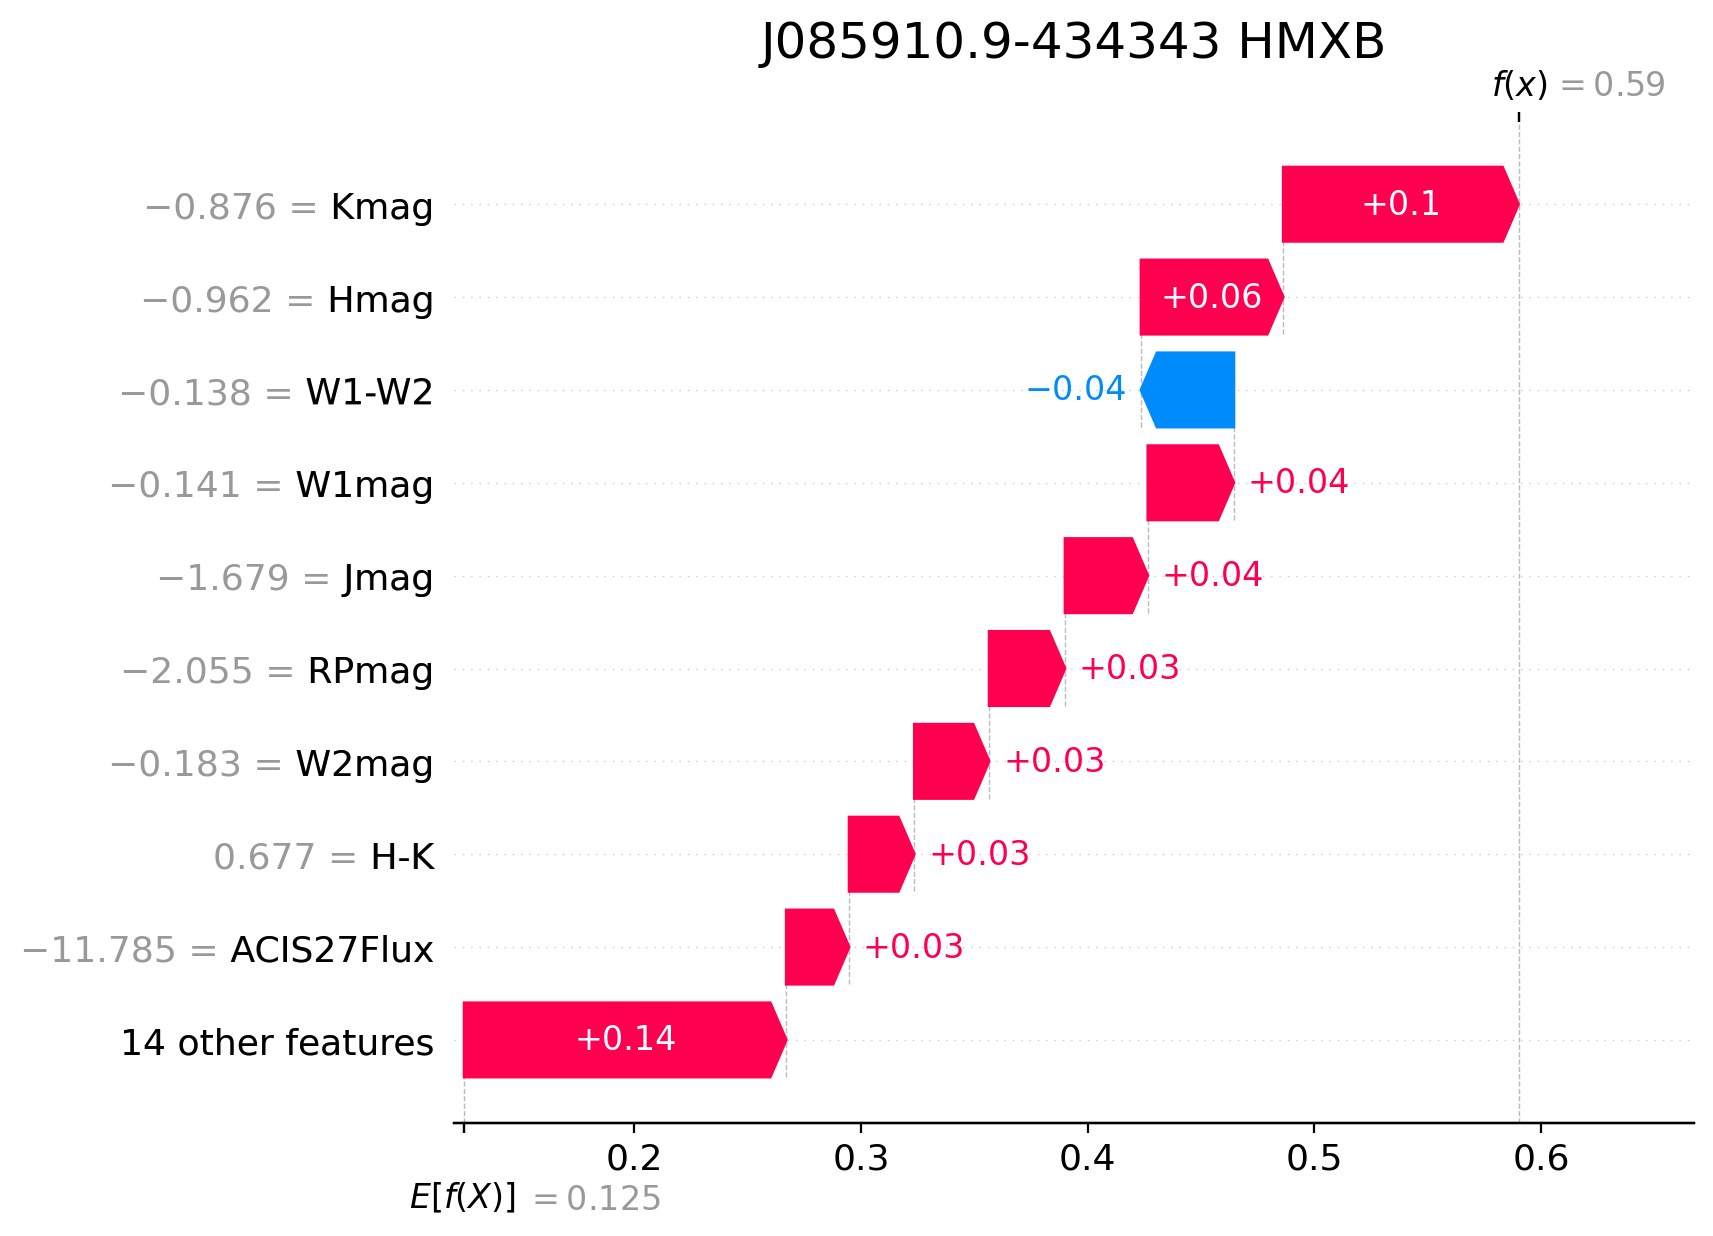 J085910.9-434343 HMXB
f(x) = 0.59
−0.876 = Kmag +0.1
−0.962 = Hmag +0.06
−0.138 = W1-W2 −0.04
−0.141 = W1mag +0.04
−1.679 = Jmag +0.04
−2.055 = RPmag +0.03
−0.183 = W2mag +0.03
0.677 = H-K +0.03
−11.785 = ACIS27Flux +0.03
14 other features +0.14
0.2 0.3 0.4 0.5 0.6
E[f(X)] = 0.125